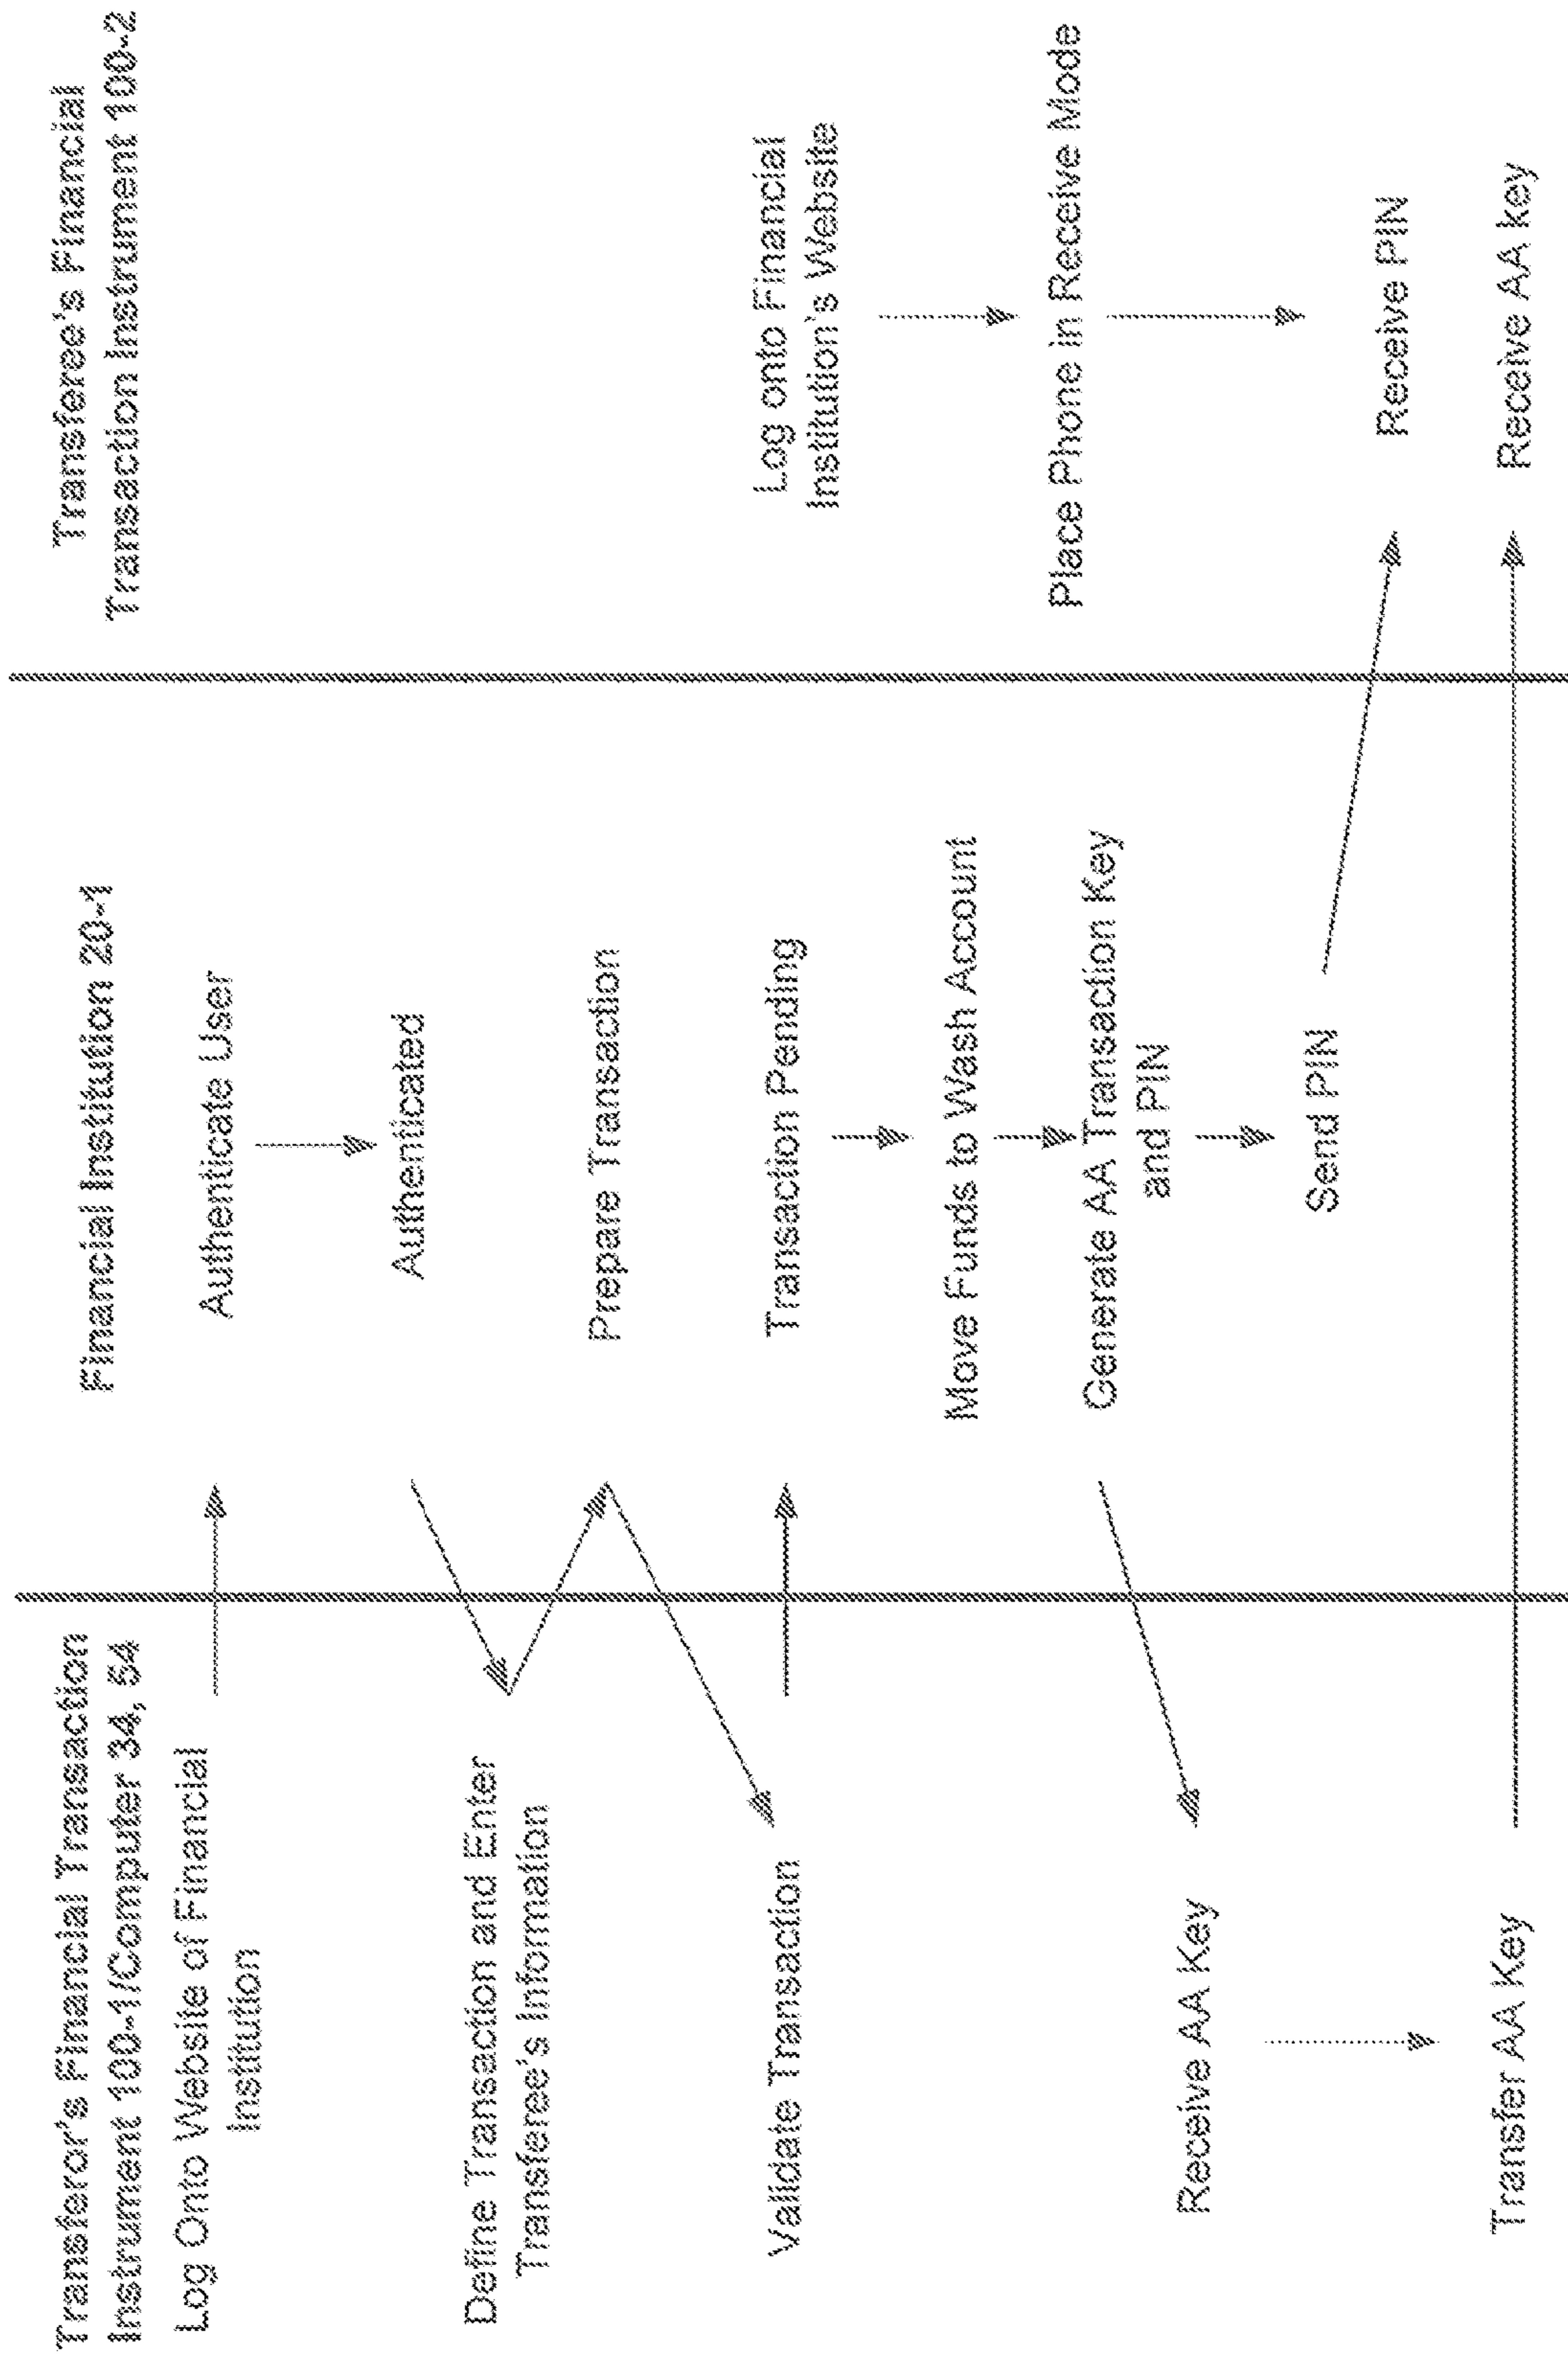 Transferor's Financial Transaction
Instrument 100-1/Computer 34, 54
Log Onto Website of Financial
Institution
Define Transaction and Enter
Transferee's Information
Validate Transaction
Receive AA Key
Transfer AA Key
Financial Institution 20-1
Authenticate User
Authenticated
Prepare Transaction
Transaction Pending
Move Funds to Wash Account
Generate AA Transaction Key
and PIN
Send PIN
Transferee's Financial
Transaction Instrument 100-2
Log onto Financial
Institution's Website
Place Phone in Receive Mode
Receive PIN
Receive AA key